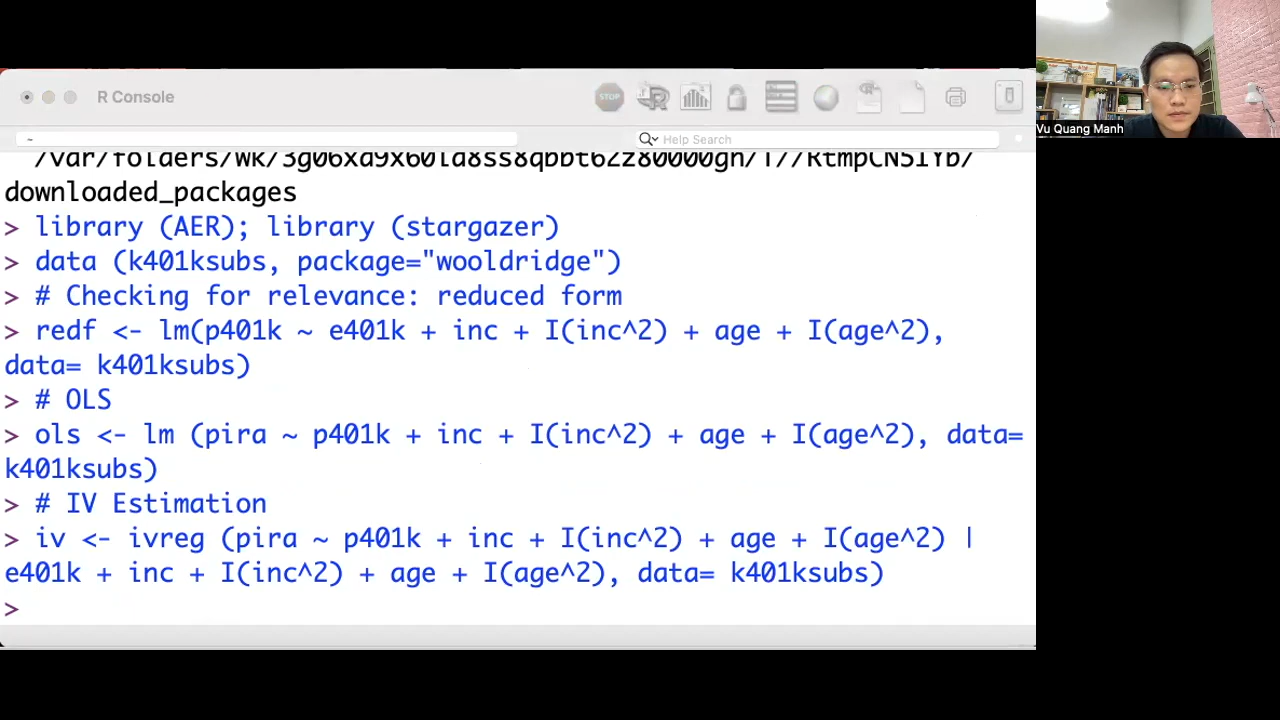 R Console
STOP
~
Help Search
downloaded_packages
> library (AER); library (stargazer)
> data (k401ksubs, package="wooldridge")
> # Checking for relevance: reduced form
> redf <- lm(p401k ~ e401k + inc + I(inc^2) + age + I(age^2),
data= k401ksubs)
> # OLS
> ols <- lm (pira ~ p401k + inc + I(inc^2) + age + I(age^2), data=
k401ksubs)
> # IV Estimation
> iv <- ivreg (pira ~ p401k + inc + I(inc^2) + age + I(age^2) |
e401k + inc + I(inc^2) + age + I(age^2), data= k401ksubs)
>
Vu Quang Manh